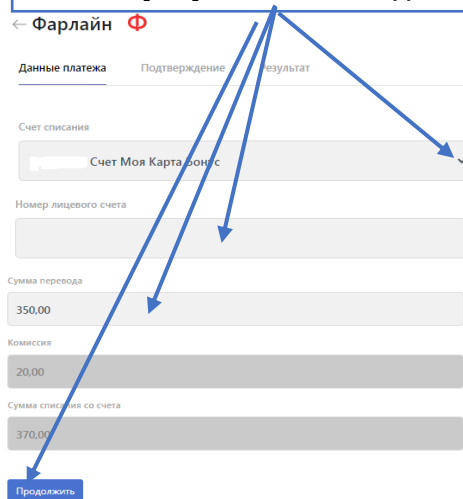 ← Фарлайн Ф
Данные платежа Подтверждение Результат
Счет списания
Счет Моя Карта Бонус
Номер лицевого счета
Сумма перевода
350,00
Комиссия
20,00
Сумма списания со счета
370,00
Продолжить